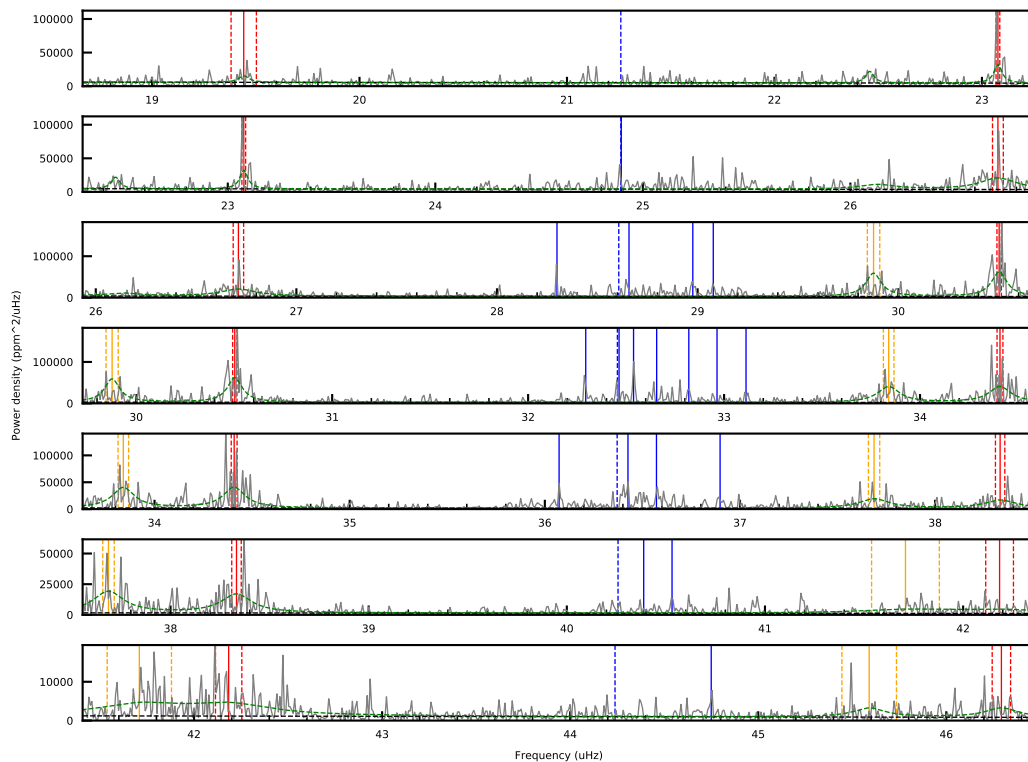 100000
50000
0
19 20 21 22 23
100000
50000
0
23 24 25 26
100000
0
26 27 28 29 30
Power density (ppm^2/uHz)
100000
0
30 31 32 33 34
100000
50000
0
34 35 36 37 38
50000
25000
0
38 39 40 41 42
10000
0
42 43 44 45 46
Frequency (uHz)